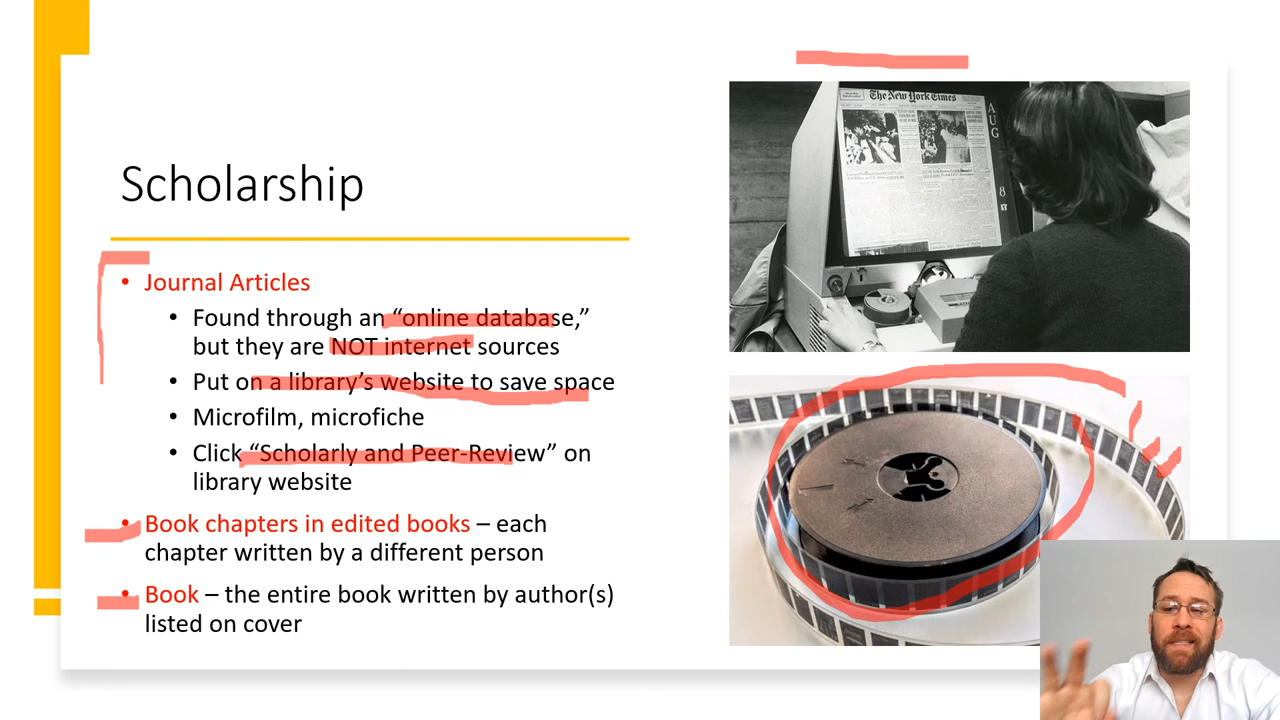 Scholarship
• Journal Articles
• Found through an “online database,”
but they are NOT internet sources
• Put on a library’s website to save space
• Microfilm, microfiche
• Click “Scholarly and Peer-Review” on
library website
• Book chapters in edited books – each
chapter written by a different person
• Book – the entire book written by author(s)
listed on cover
The New York Times
AUG
8